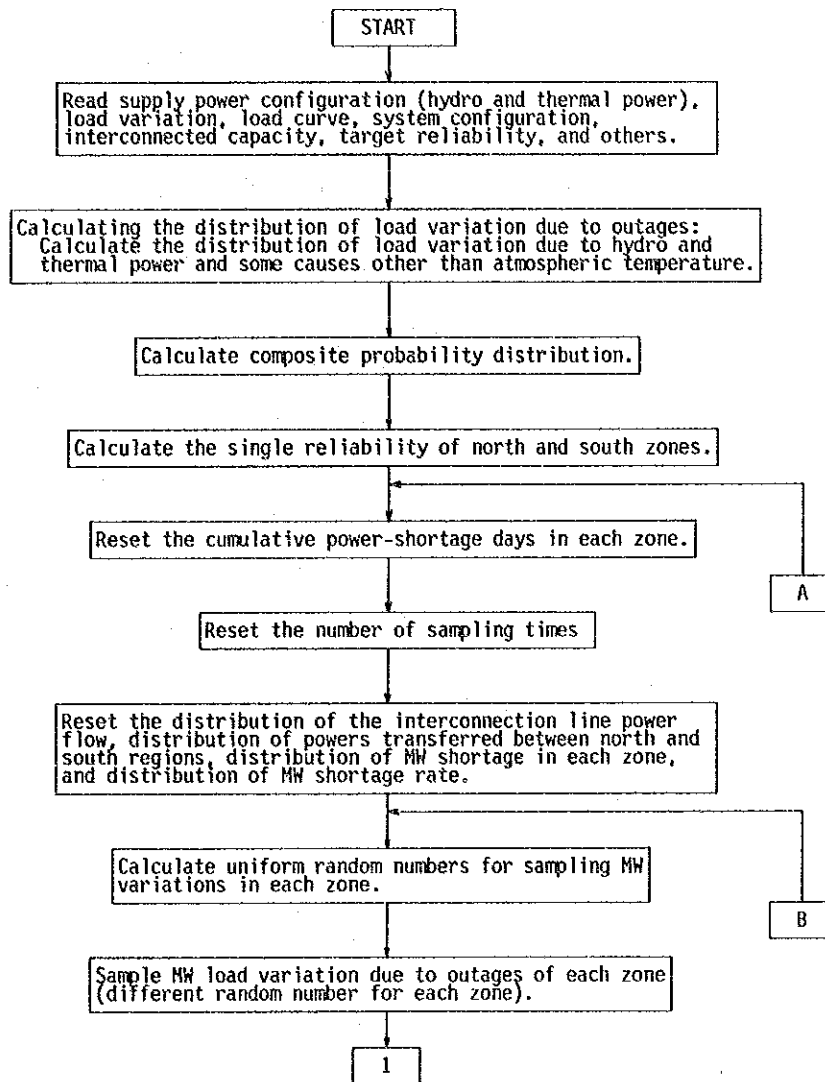 START
Read supply power configuration (hydro and thermal power),
load variation, load curve, system configuration,
interconnected capacity, target reliability, and others.
Calculating the distribution of load variation due to outages:
Calculate the distribution of load variation due to hydro and
thermal power and some causes other than atmospheric temperature.
Calculate composite probability distribution.
Calculate the single reliability of north and south zones.
Reset the cumulative power-shortage days in each zone.
A
Reset the number of sampling times
Reset the distribution of the interconnection line power
flow, distribution of powers transferred between north and
south regions, distribution of MW shortage in each zone,
and distribution of MW shortage rate.
Calculate uniform random numbers for sampling MW
variations in each zone.
B
Sample MW load variation due to outages of each zone
(different random number for each zone).
1